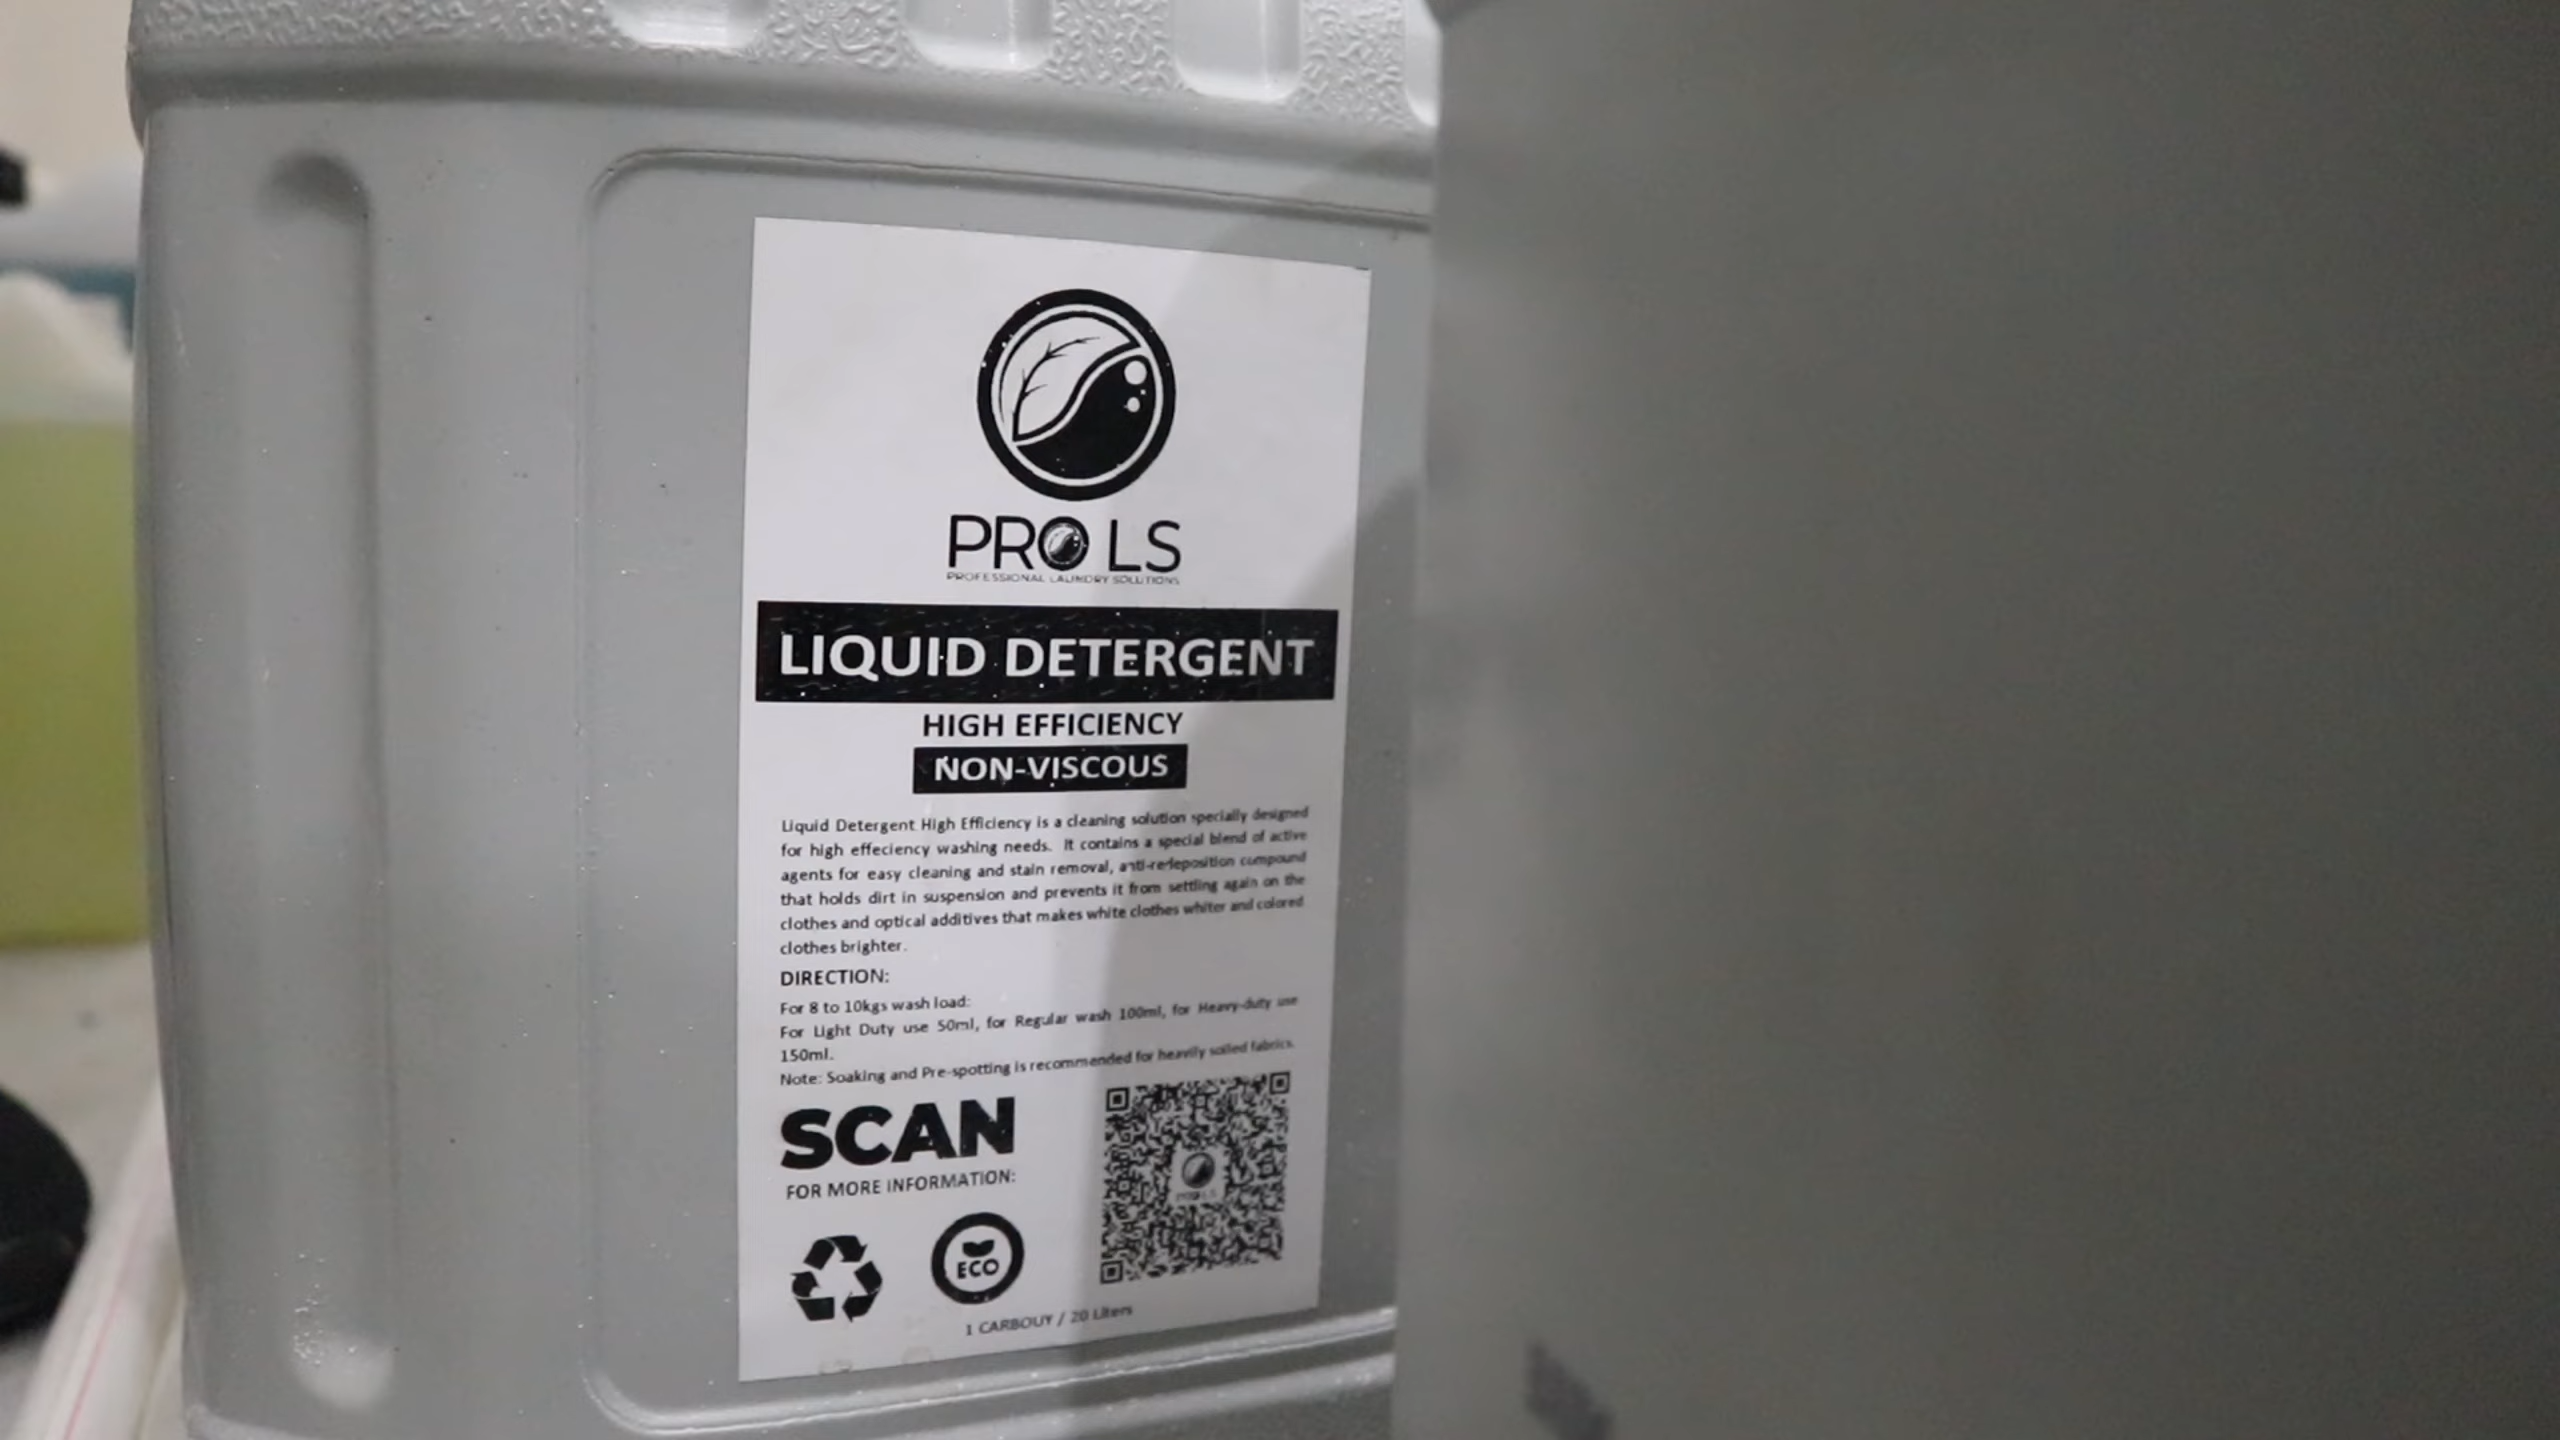 PRO LS
PROFESSIONAL LAUNDRY SOLUTIONS
LIQUID DETERGENT
HIGH EFFICIENCY
NON-VISCOUS
Liquid Detergent High Efficiency is a cleaning solution specially designed
for high effeciency washing needs. It contains a special blend of active
agents for easy cleaning and stain removal, anti-redeposition compound
that holds dirt in suspension and prevents it from settling again on the
clothes and optical additives that makes white clothes whiter and colored
clothes brighter.
DIRECTION:
For 8 to 10kgs wash load:
For Light Duty use 50ml, for Regular wash 100ml, for Heavy-duty use
150ml.
Note: Soaking and Pre-spotting is recommended for heavily soiled fabrics.
SCAN
FOR MORE INFORMATION:
PRO LS
ECO
1 CARBOUY / 20 Liters